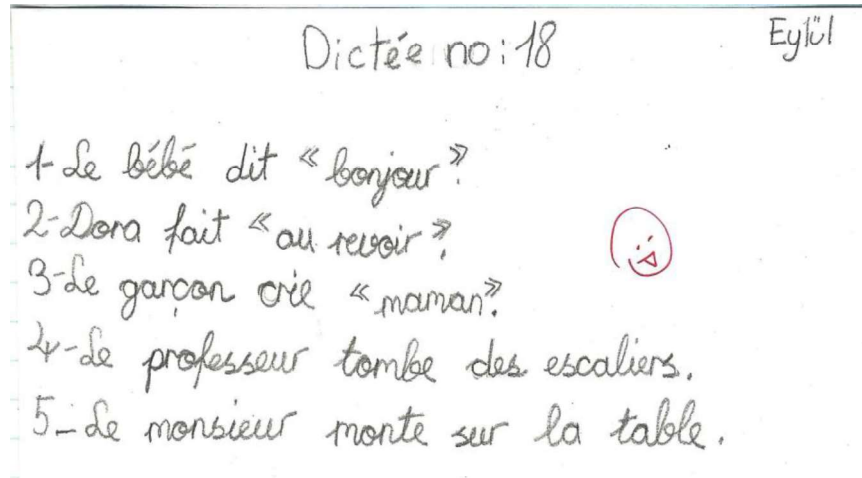 Dictée no: 18
Eylül
1- Le bébé dit « bonjour ».
2- Dora fait « au revoir ».
3- Le garçon crie « maman ».
4- Le professeur tombe des escaliers.
5- Le monsieur monte sur la table.